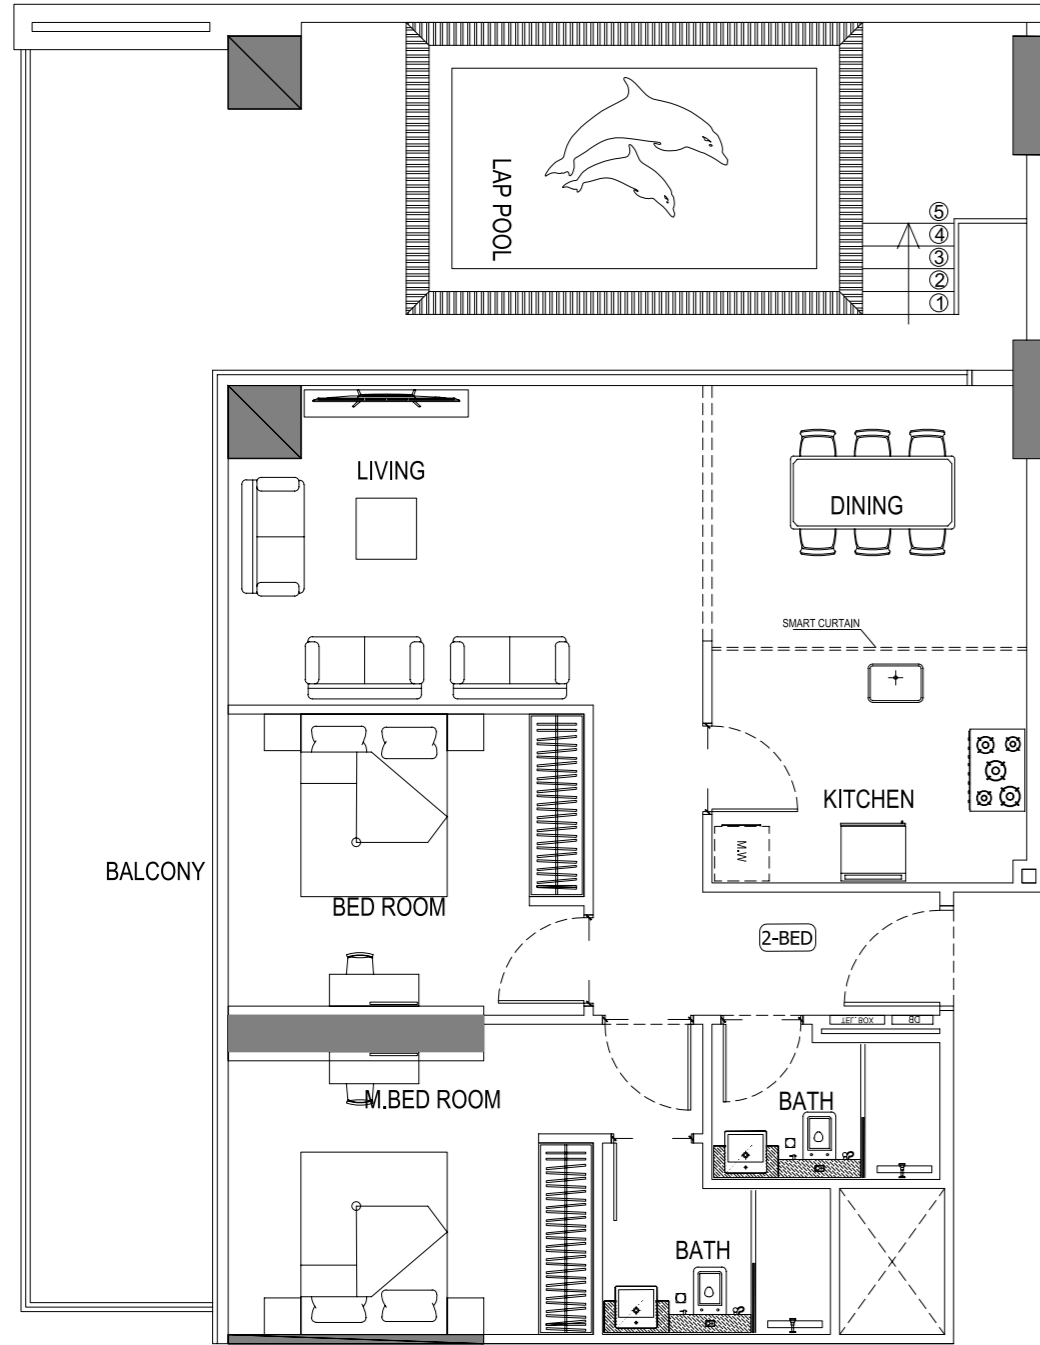 LAP POOL
⑤
④
③
②
①
LIVING
DINING
SMART CURTAIN
KITCHEN
M.W
BALCONY
BED ROOM
2-BED
TEL. BOX
DB
M.BED ROOM
BATH
BATH